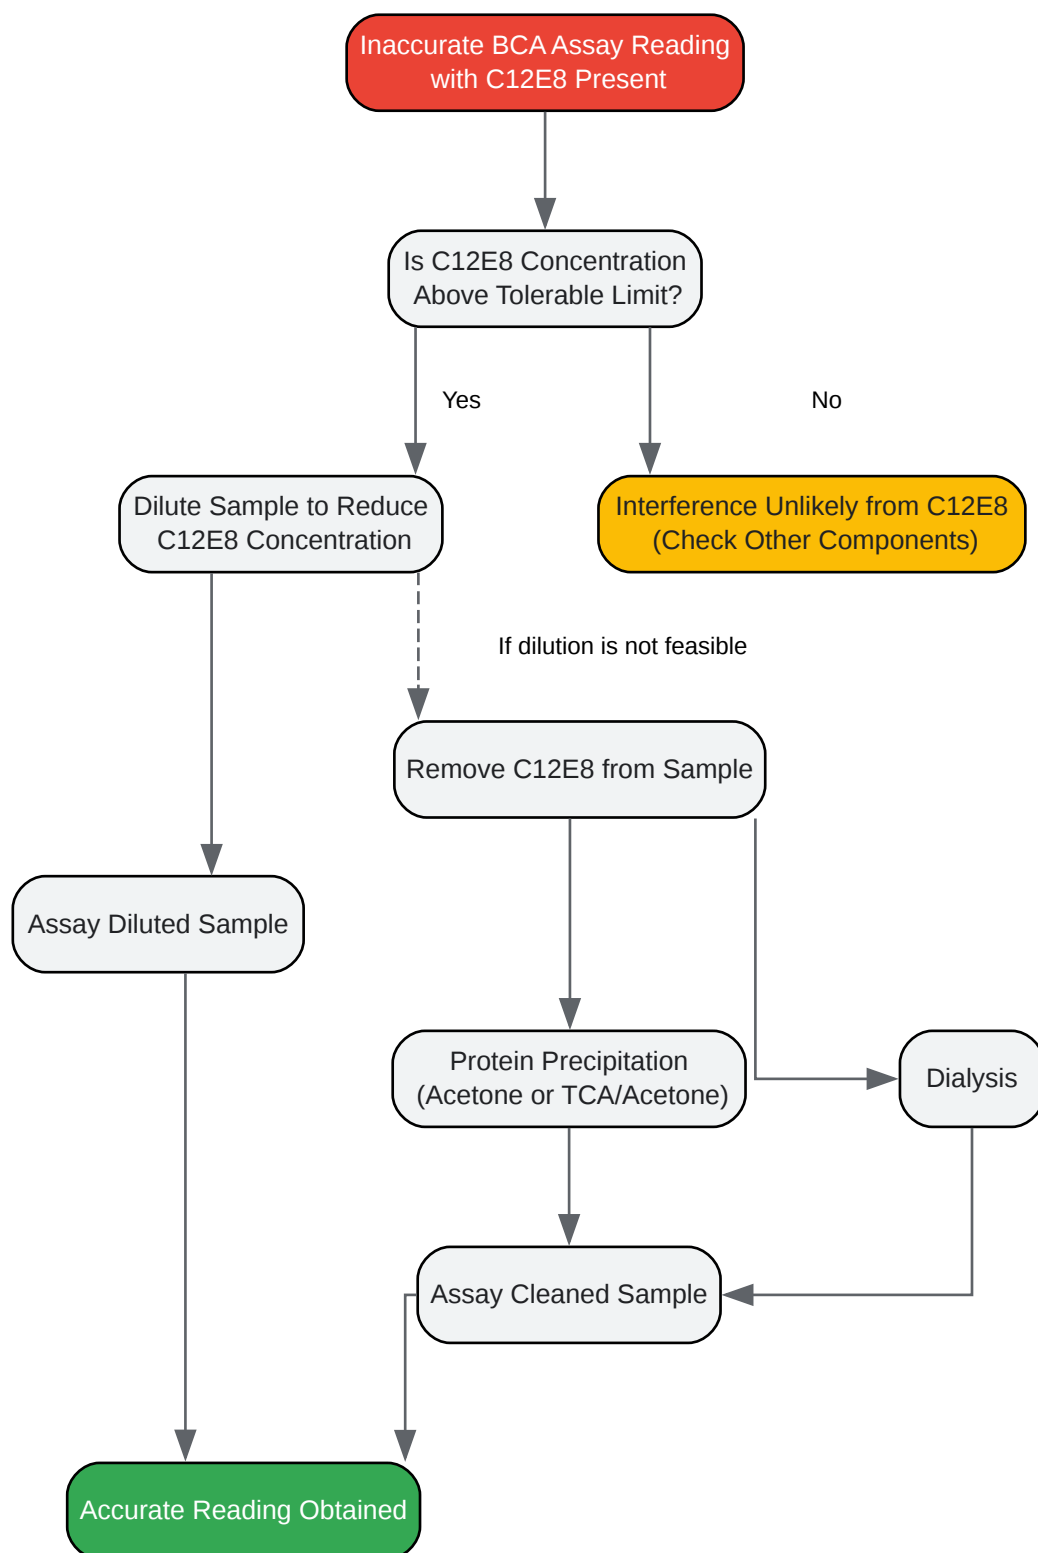 Inaccurate BCA Assay Reading
with C12E8 Present
Is C12E8 Concentration
Above Tolerable Limit?
Yes
No
Dilute Sample to Reduce
C12E8 Concentration
Interference Unlikely from C12E8
(Check Other Components)
If dilution is not feasible
Remove C12E8 from Sample
Assay Diluted Sample
Protein Precipitation
(Acetone or TCA/Acetone)
Dialysis
Assay Cleaned Sample
Accurate Reading Obtained